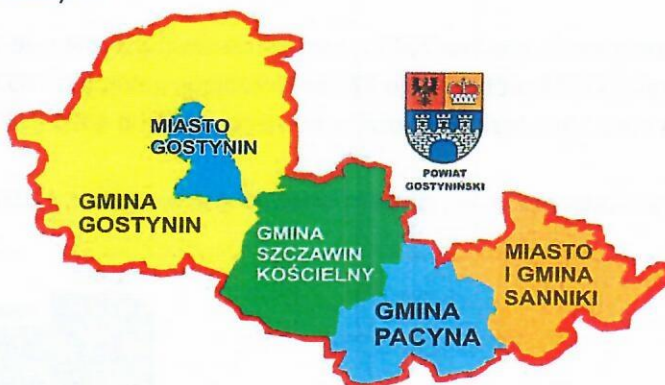 MIASTO
GOSTYNIN
GMINA
GOSTYNIN
GMINA
SZCZAWIN
KOŚCIELNY
GMINA
PACYNA
MIASTO
I GMINA
SANNIKI
POWIAT
GOSTYNIŃSKI